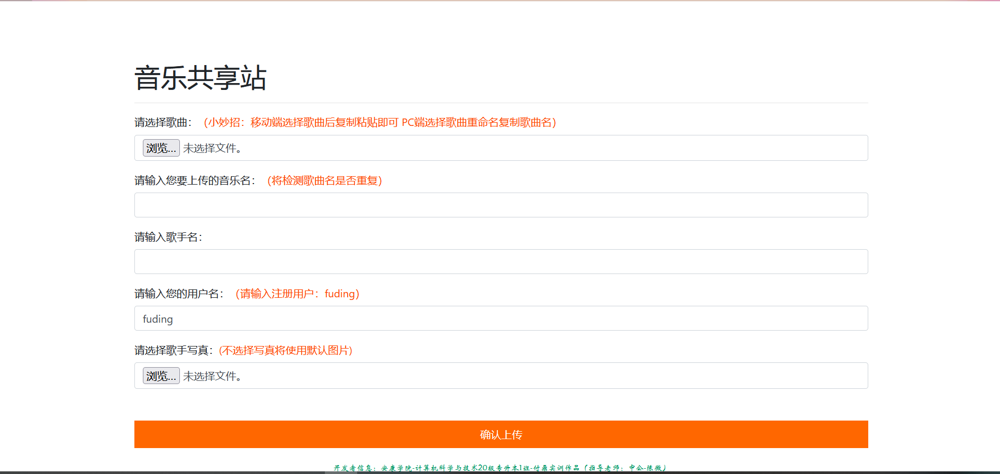 音乐共享站
请选择歌曲：（小妙招：移动端选择歌曲后复制粘贴即可 PC端选择歌曲重命名复制歌曲名）
浏览... 未选择文件。
请输入您要上传的音乐名：（将检测歌曲名是否重复）
请输入歌手名：
请输入您的用户名：（请输入注册用户：fuding）
fuding
请选择歌手写真：(不选择写真将使用默认图片)
浏览... 未选择文件。
确认上传
开发者信息：安康学院-计算机科学与技术20级专升本1班-付鼎实训作品（指导老师：中公-陈微）